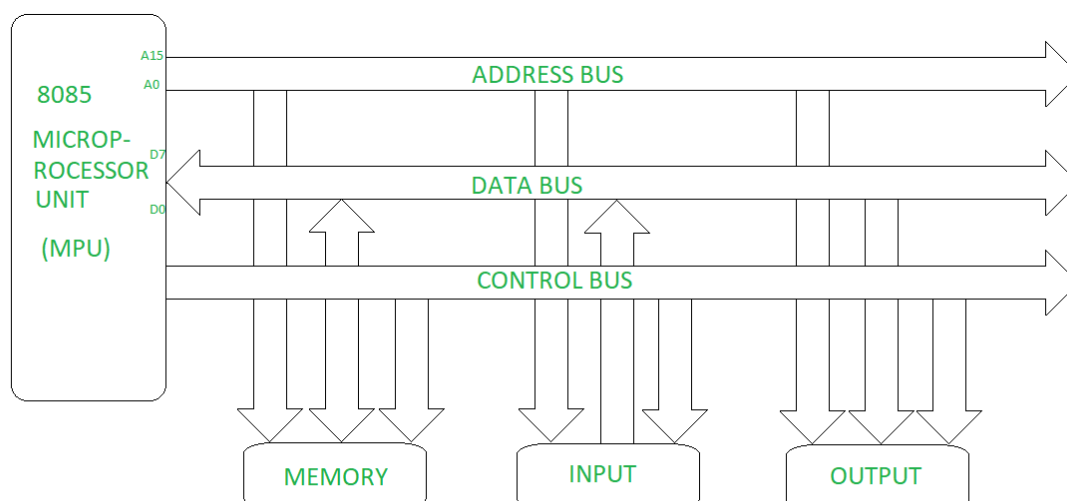 A15
ADDRESS BUS
A0
8085
MICROP-
D7
ROCESSOR
DATA BUS
UNIT
D0
(MPU)
CONTROL BUS
MEMORY
INPUT
OUTPUT